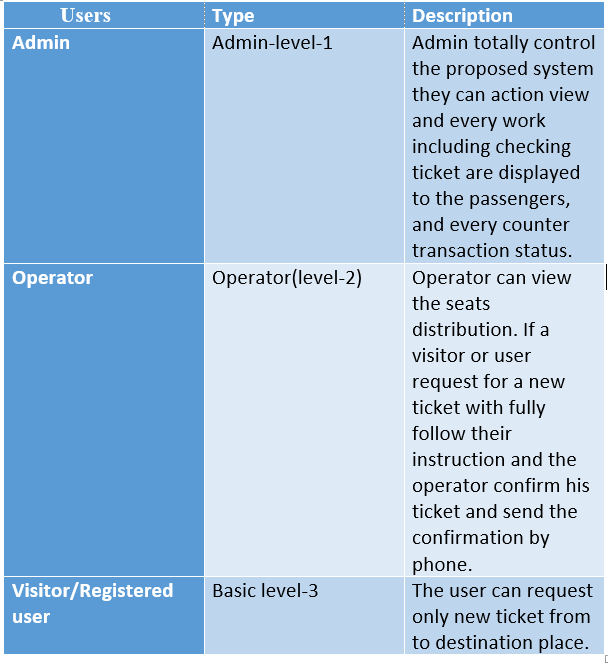 Users Type Description
Admin Admin-level-1 Admin totally control
the proposed system
they can action view
and every work
including checking
ticket are displayed
to the passengers,
and every counter
transaction status.
Operator Operator(level-2) Operator can view
the seats
distribution. If a
visitor or user
request for a new
ticket with fully
follow their
instruction and the
operator confirm his
ticket and send the
confirmation by
phone.
Visitor/Registered Basic level-3 The user can request
user only new ticket from
to destination place.